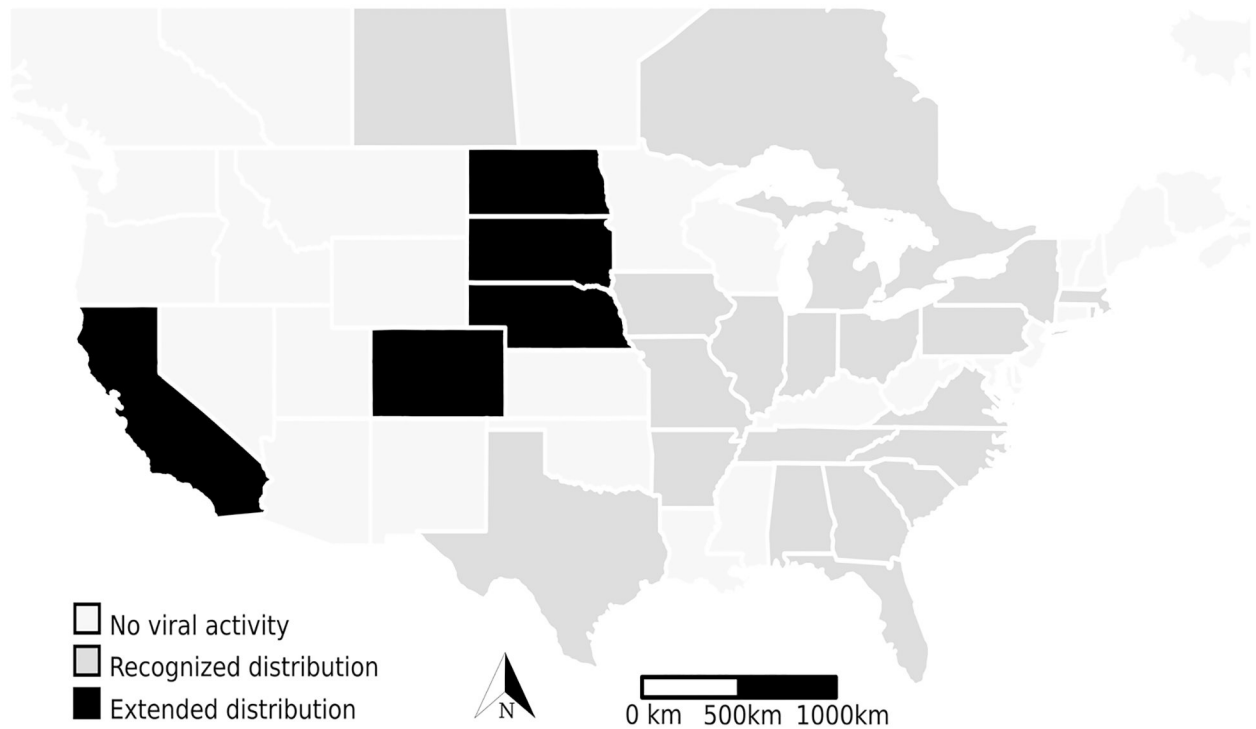 No viral activity
Recognized distribution
Extended distribution
N
0 km 500km 1000km